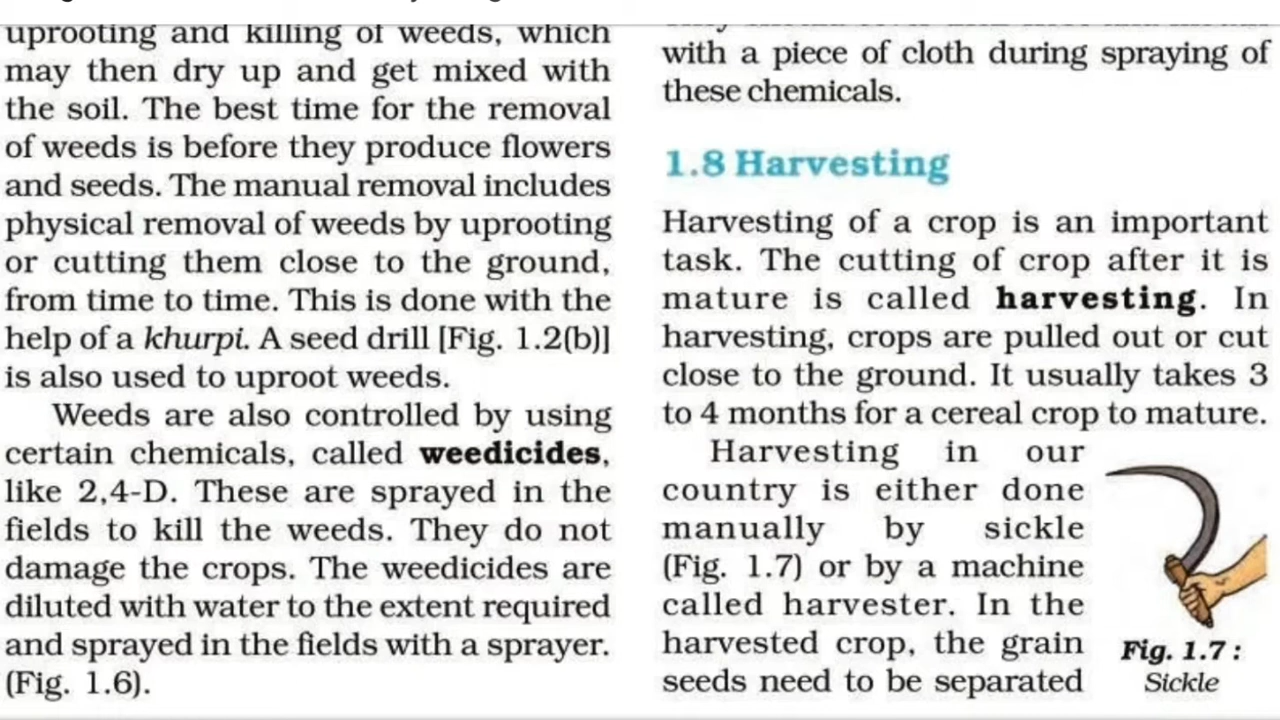 uprooting and killing of weeds, which
may then dry up and get mixed with
the soil. The best time for the removal
of weeds is before they produce flowers
and seeds. The manual removal includes
physical removal of weeds by uprooting
or cutting them close to the ground,
from time to time. This is done with the
help of a khurpi. A seed drill [Fig. 1.2(b)]
is also used to uproot weeds.
Weeds are also controlled by using
certain chemicals, called weedicides,
like 2,4-D. These are sprayed in the
fields to kill the weeds. They do not
damage the crops. The weedicides are
diluted with water to the extent required
and sprayed in the fields with a sprayer.
(Fig. 1.6).
with a piece of cloth during spraying of
these chemicals.
1.8 Harvesting
Harvesting of a crop is an important
task. The cutting of crop after it is
mature is called harvesting. In
harvesting, crops are pulled out or cut
close to the ground. It usually takes 3
to 4 months for a cereal crop to mature.
Harvesting in our
country is either done
manually by sickle
(Fig. 1.7) or by a machine
called harvester. In the
harvested crop, the grain
seeds need to be separated
Fig. 1.7 :
Sickle